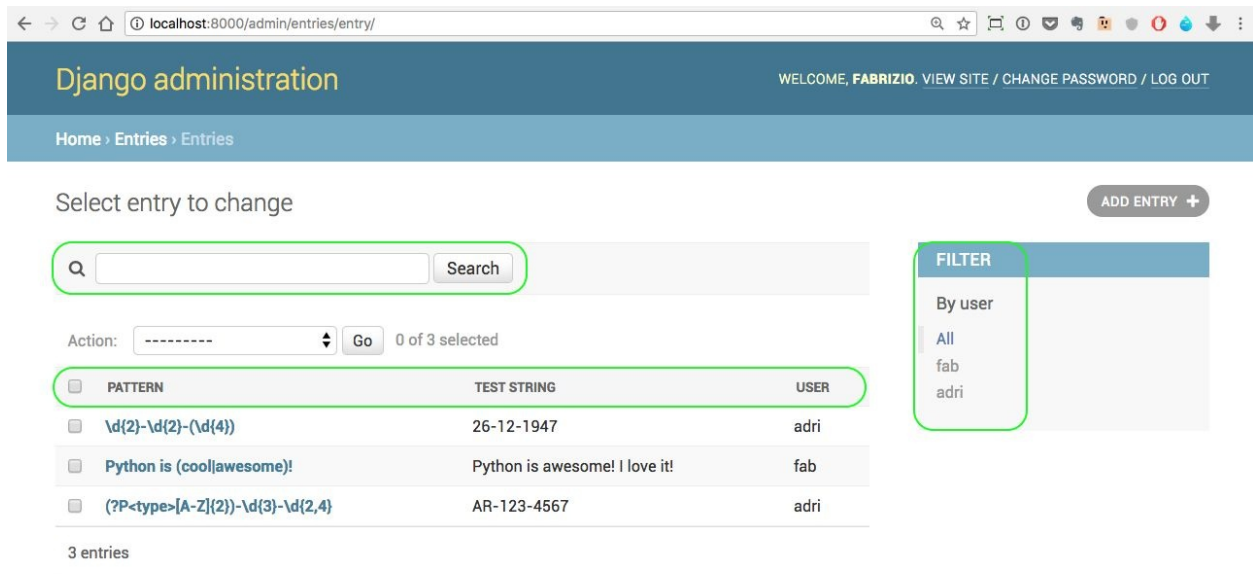 localhost:8000/admin/entries/entry/
Django administration
WELCOME, FABRIZIO. VIEW SITE / CHANGE PASSWORD / LOG OUT
Home › Entries › Entries
Select entry to change
ADD ENTRY +
Search
FILTER
By user
All
fab
adri
Action: --------- Go 0 of 3 selected
PATTERN TEST STRING USER
\d{2}-\d{2}-(\d{4}) 26-12-1947 adri
Python is (cool|awesome)! Python is awesome! I love it! fab
(?P<type>[A-Z]{2})-\d{3}-\d{2,4} AR-123-4567 adri
3 entries